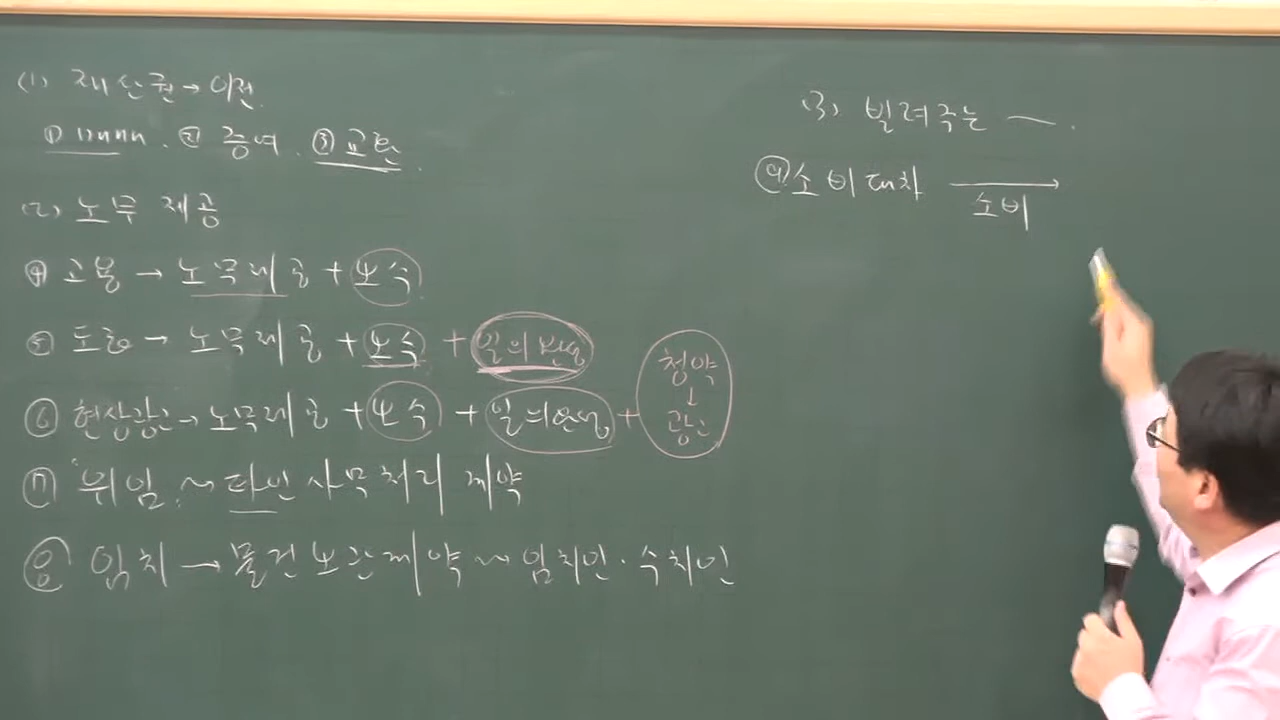 (1) 재산권→이전.
① 매매. ② 증여. ③ 교환.
(2) 노무 제공
④ 고용 → 노무제공 + 보수.
⑤ 도급 → 노무제공 + 보수 + 일의 완성
⑥ 현상광고→노무제공 + 보수 + 일의완성 + 청약↓광고
⑦ 위임. ~타인 사무처리 계약
⑧ 임치 → 물건보관계약 ~ 임치인. 수치인
(3) 빌려주는 ~.
⑨ 소비대차 → 소비